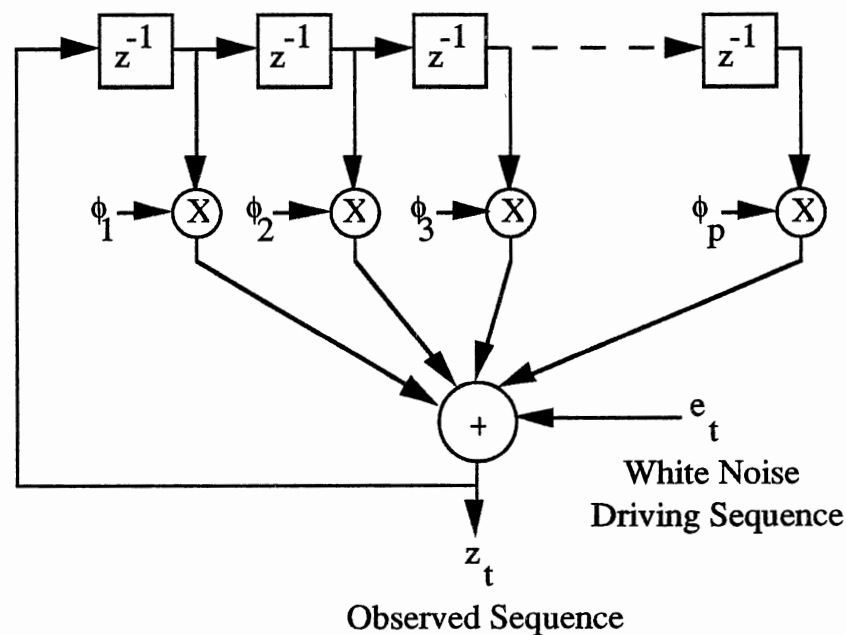 z⁻¹ z⁻¹ z⁻¹ z⁻¹
ϕ₁ X ϕ₂ X ϕ₃ X ϕₚ X
+
eₜ
White Noise
Driving Sequence
zₜ
Observed Sequence